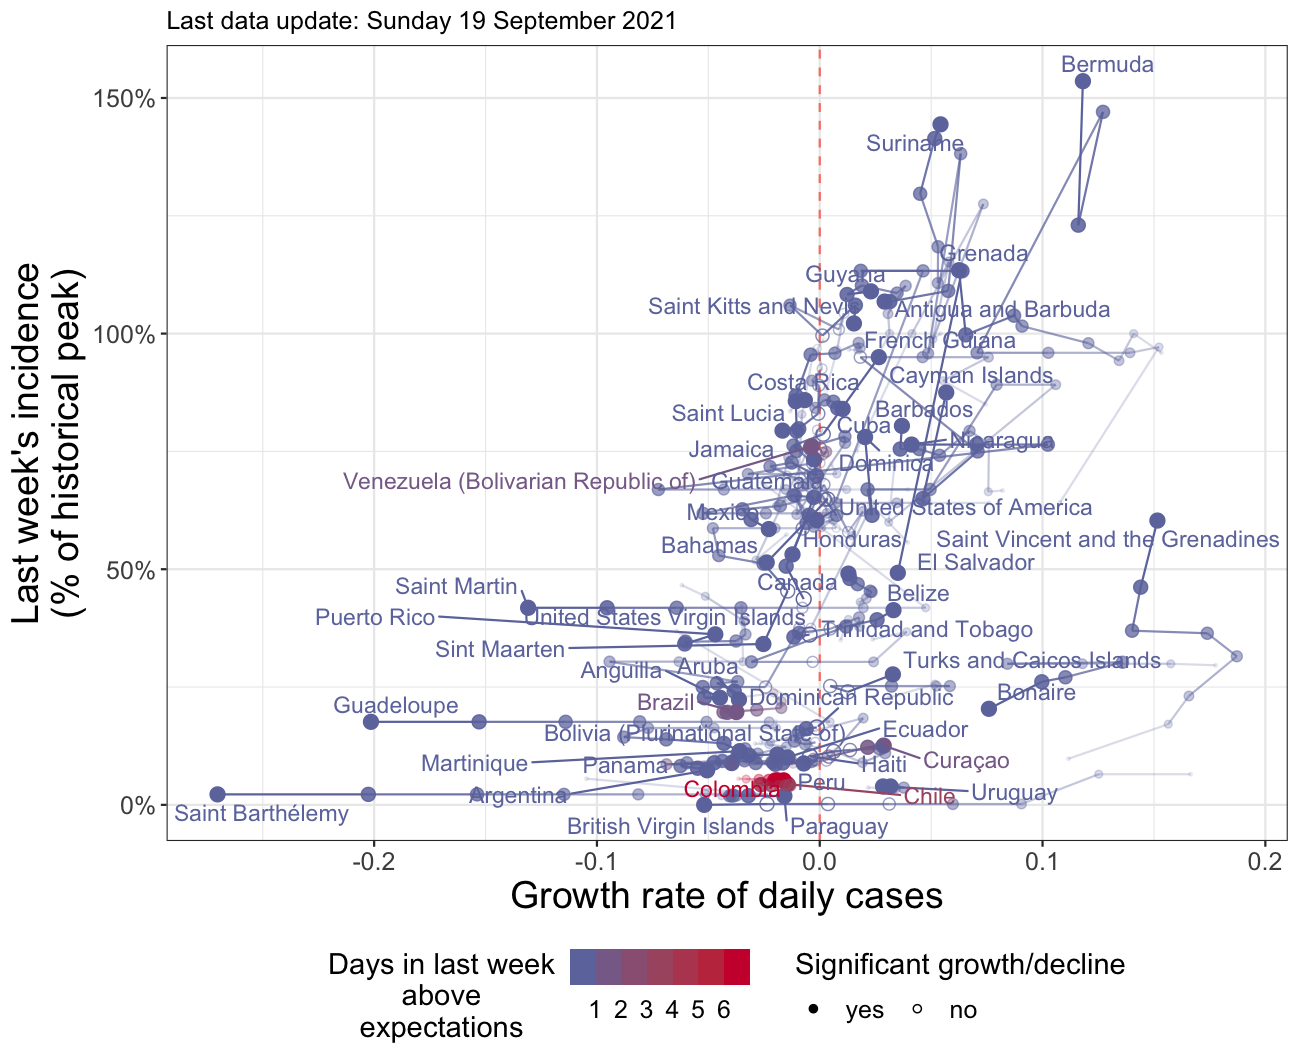 Last data update: Sunday 19 September 2021
Last week's incidence
(% of historical peak)
150%
100%
50%
0%
Bermuda
Suriname
Grenada
Guyana
Saint Kitts and Nevis
Antigua and Barbuda
French Guiana
Cayman Islands
Costa Rica
Barbados
Saint Lucia
Cuba
Nicaragua
Jamaica
Dominica
Venezuela (Bolivarian Republic of)
Guatemala
United States of America
Mexico
Saint Vincent and the Grenadines
Honduras
Bahamas
El Salvador
Canada
Saint Martin
Belize
Puerto Rico
United States Virgin Islands
Trinidad and Tobago
Sint Maarten
Turks and Caicos Islands
Anguilla
Aruba
Bonaire
Dominican Republic
Brazil
Guadeloupe
Ecuador
Bolivia (Plurinational State of)
Curaçao
Martinique
Panama
Haiti
Peru
Colombia
Uruguay
Argentina
Chile
Saint Barthélemy
British Virgin Islands
Paraguay
-0.2
-0.1
0.0
0.1
0.2
Growth rate of daily cases
Days in last week
above
expectations
1 2 3 4 5 6
Significant growth/decline
yes
no